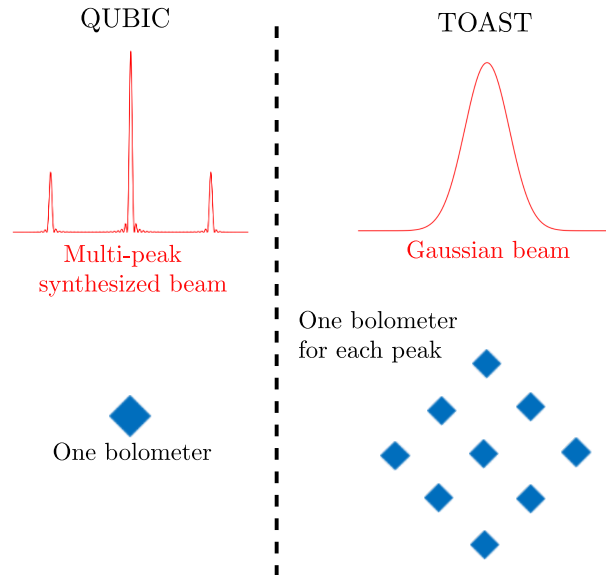 QUBIC
Multi-peak
synthesized beam
One bolometer
TOAST
Gaussian beam
One bolometer
for each peak